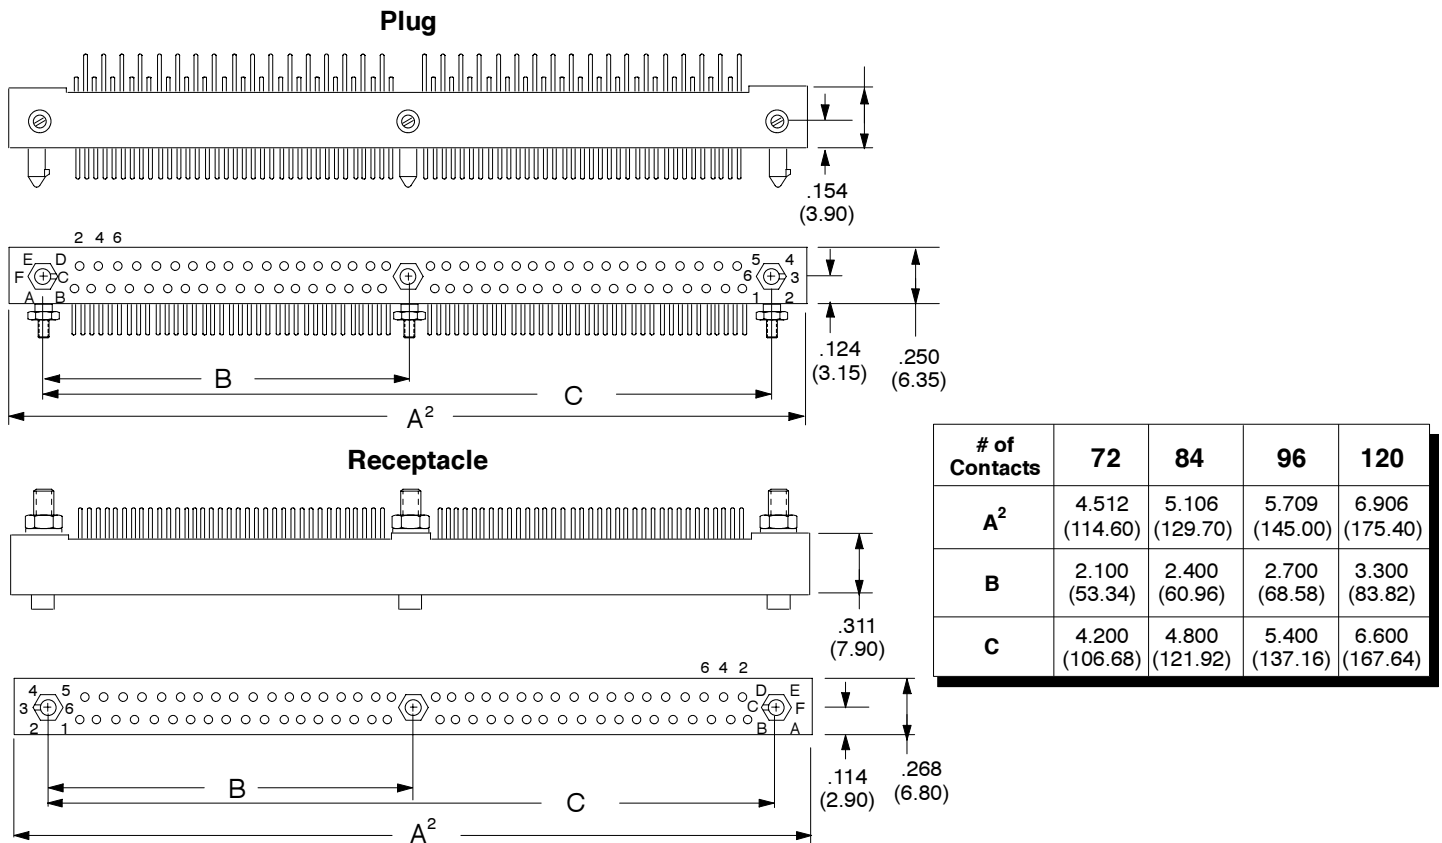 Plug
.154
(3.90)
2 4 6
E D 5 4
F C 6 3
A B 1 2
.124
(3.15)
.250
(6.35)
B
C
A²
Receptacle
.311
(7.90)
6 4 2
4 5 D E
3 6 C F
2 1 B A
.114
(2.90)
.268
(6.80)
B
C
A²
# of Contacts 72 84 96 120
A² 4.512 (114.60) 5.106 (129.70) 5.709 (145.00) 6.906 (175.40)
B 2.100 (53.34) 2.400 (60.96) 2.700 (68.58) 3.300 (83.82)
C 4.200 (106.68) 4.800 (121.92) 5.400 (137.16) 6.600 (167.64)